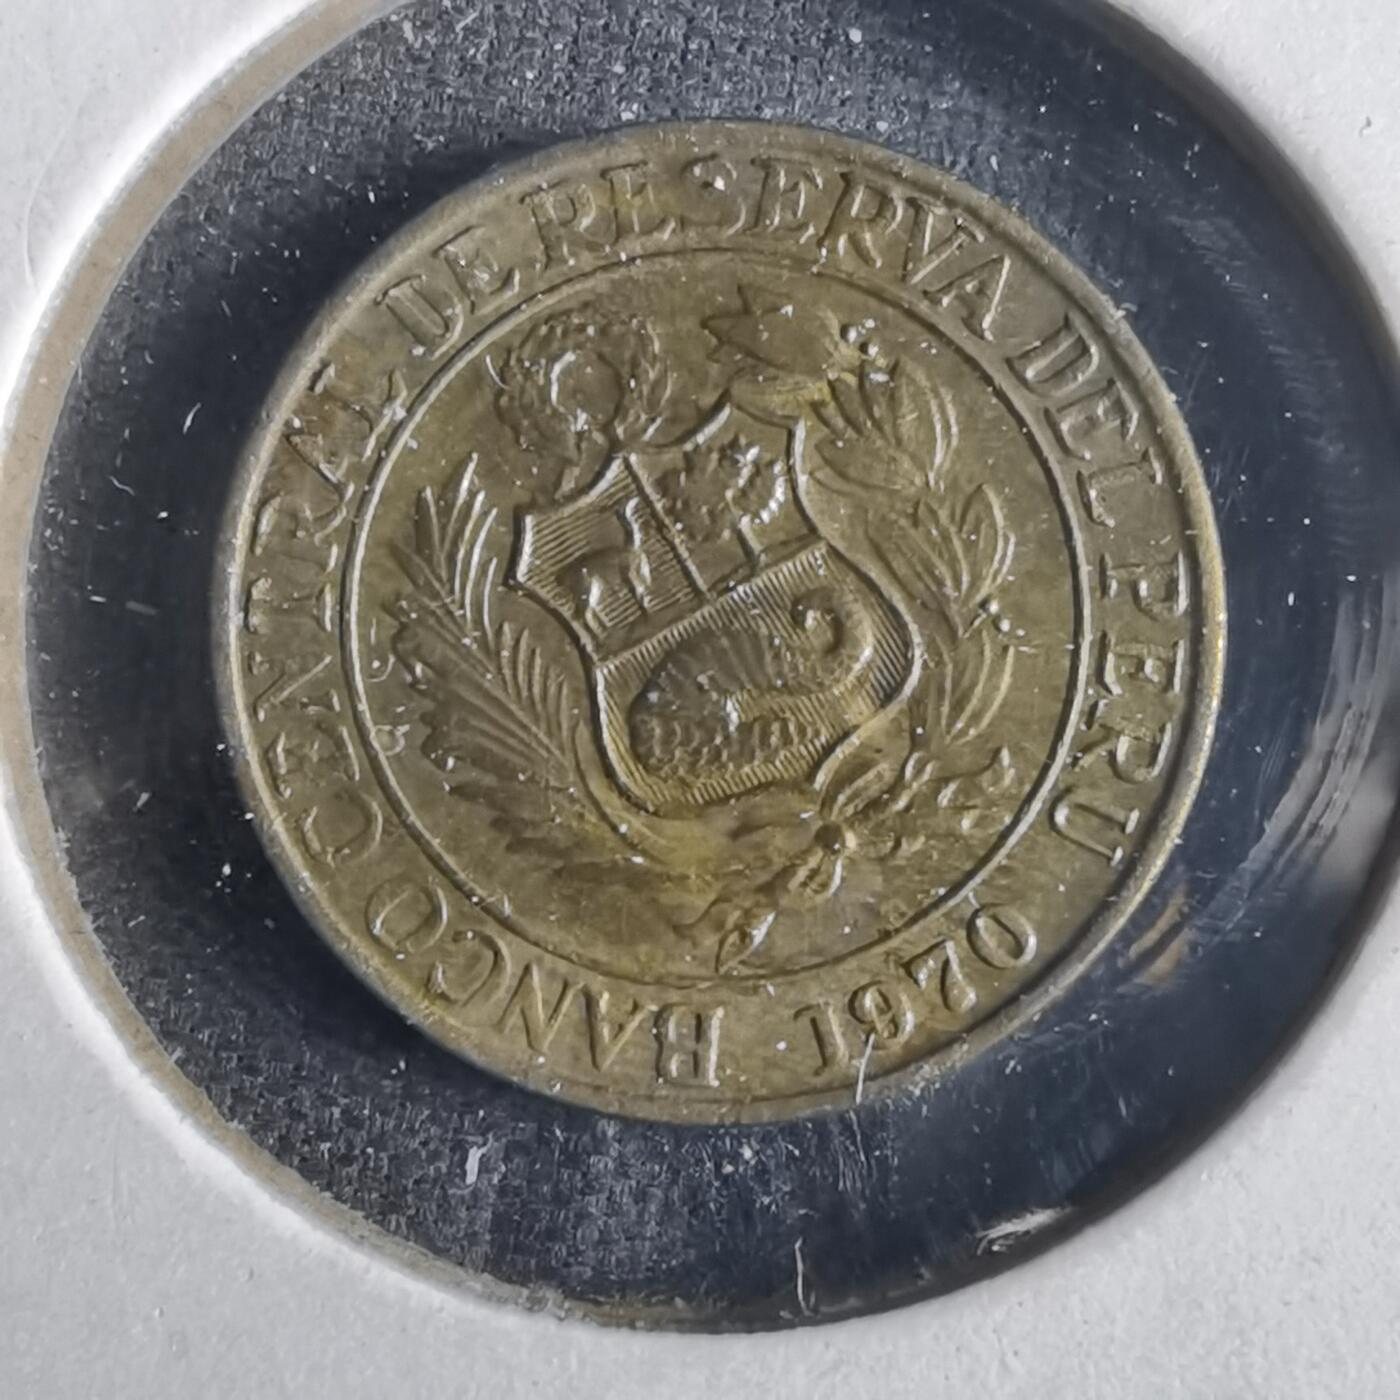 BANCO CENTRAL DE RESERVA DEL PERU
1970